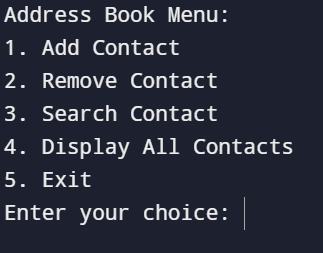 Address Book Menu:
1. Add Contact
2. Remove Contact
3. Search Contact
4. Display All Contacts
5. Exit
Enter your choice: